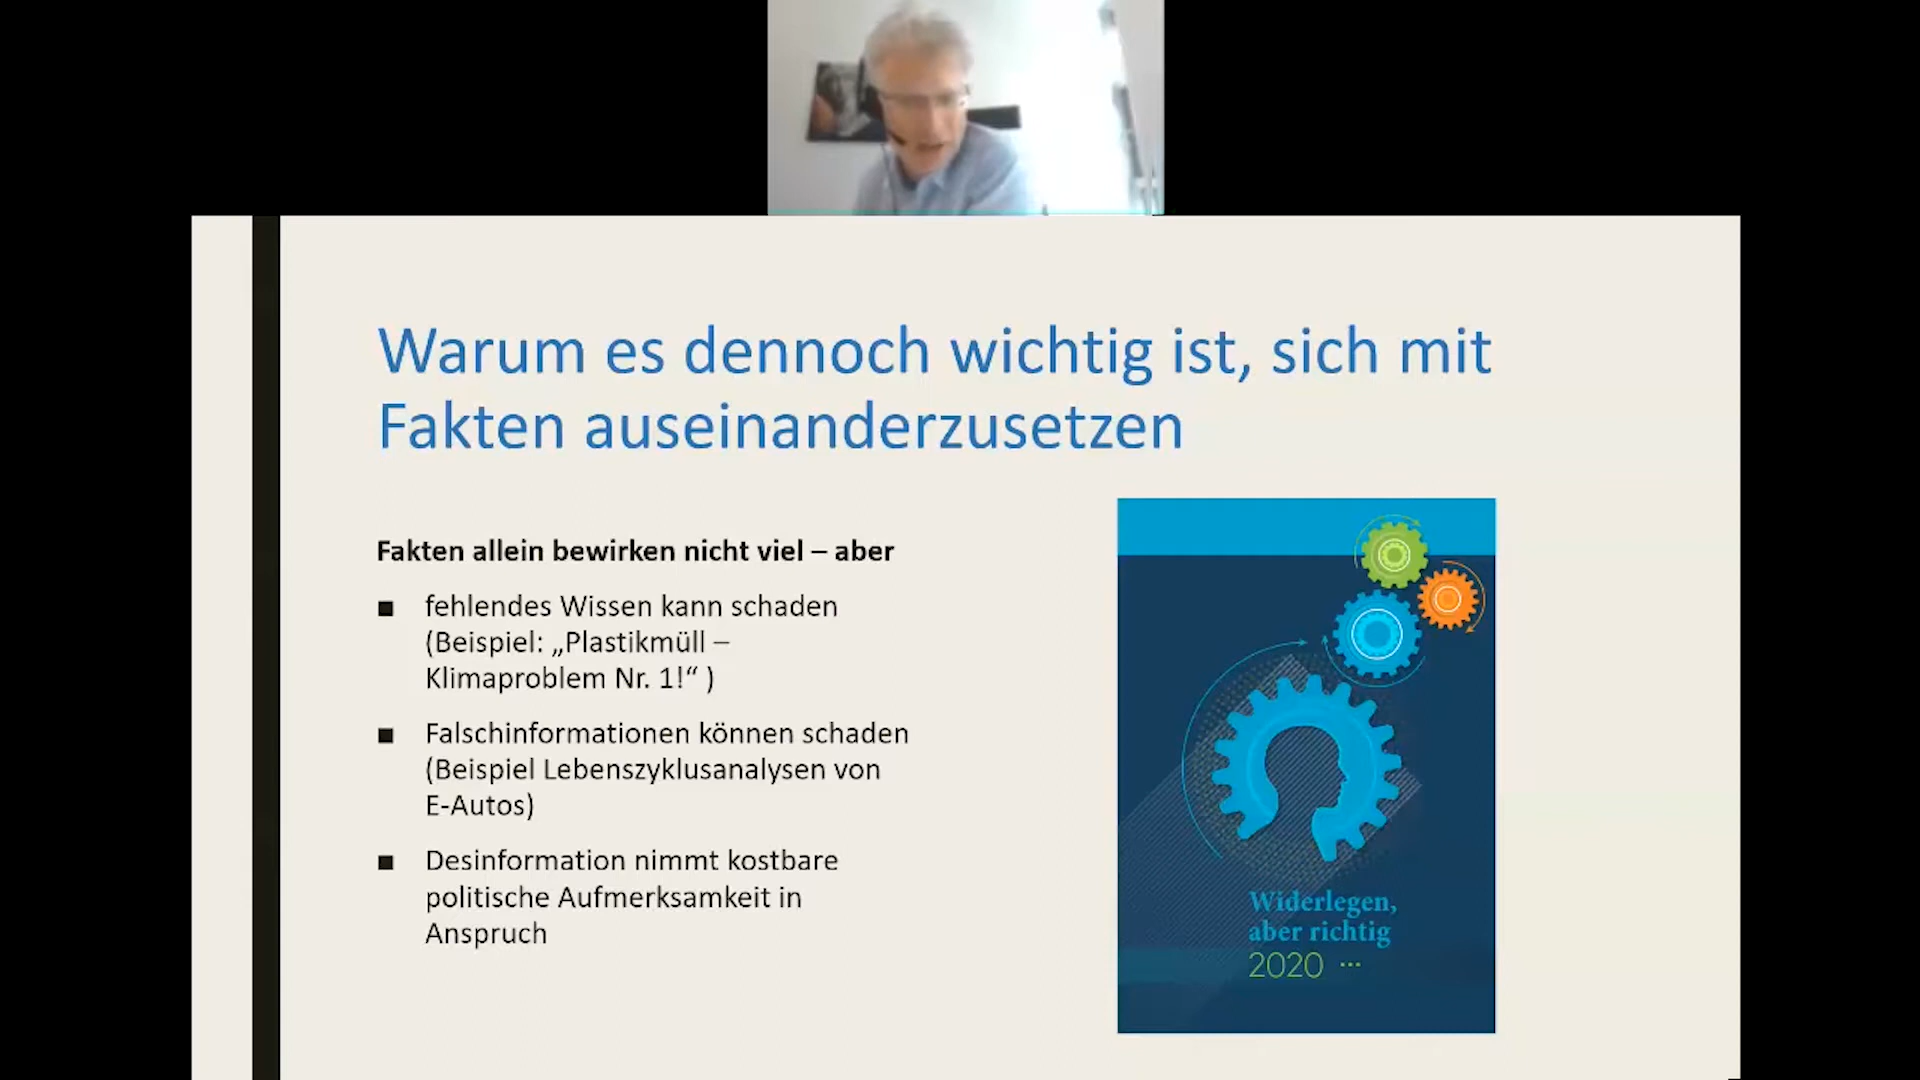 Warum es dennoch wichtig ist, sich mit
Fakten auseinanderzusetzen
Fakten allein bewirken nicht viel – aber
■ fehlendes Wissen kann schaden
(Beispiel: „Plastikmüll –
Klimaproblem Nr. 1!“ )
■ Falschinformationen können schaden
(Beispiel Lebenszyklusanalysen von
E-Autos)
■ Desinformation nimmt kostbare
politische Aufmerksamkeit in
Anspruch
Widerlegen,
aber richtig
2020 ...